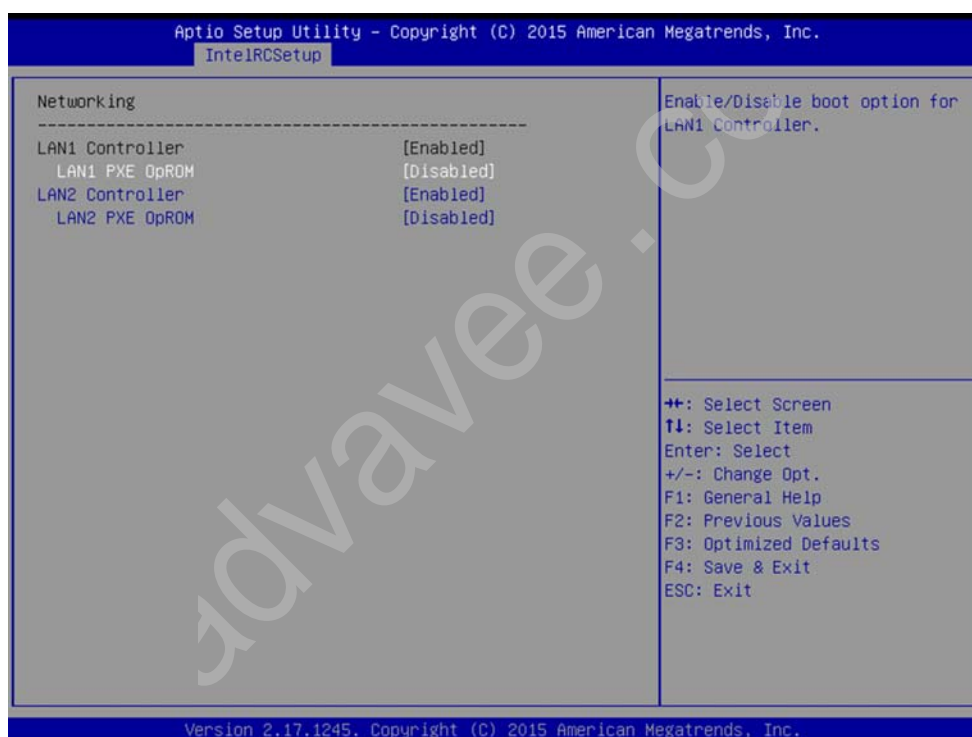 Aptio Setup Utility – Copyright (C) 2015 American Megatrends, Inc.
IntelRCSetup
Networking
LAN1 Controller [Enabled]
LAN1 PXE OpROM [Disabled]
LAN2 Controller [Enabled]
LAN2 PXE OpROM [Disabled]
Enable/Disable boot option for
LAN1 Controller.
→←: Select Screen
↑↓: Select Item
Enter: Select
+/-: Change Opt.
F1: General Help
F2: Previous Values
F3: Optimized Defaults
F4: Save & Exit
ESC: Exit
Version 2.17.1245. Copyright (C) 2015 American Megatrends, Inc.